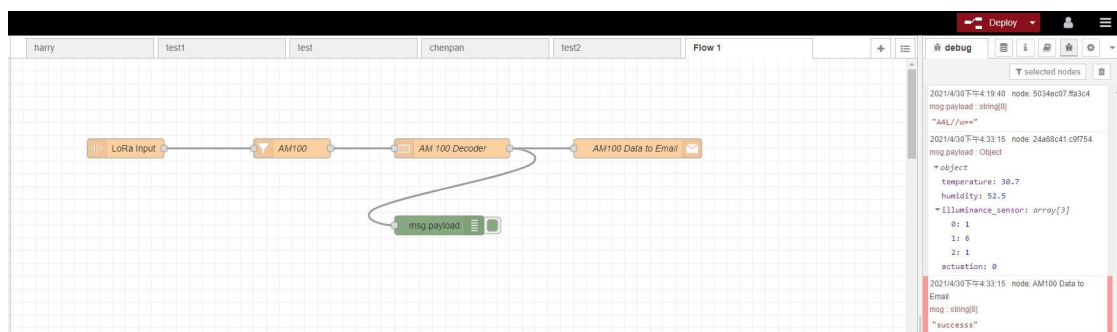 Deploy
harry
test1
test
chenpan
test2
Flow 1
debug
selected nodes
LoRa Input
AM100
AM 100 Decoder
AM100 Data to Email
msg.payload
2021/4/30下午4:19:40 node: 5034ec07.ffa3c4
msg.payload : string[8]
"A4L//w=="
2021/4/30下午4:33:15 node: 24a68c41.c9f754
msg.payload : Object
object
temperature: 30.7
humidity: 52.5
illuminance_sensor: array[3]
0: 1
1: 6
2: 1
actuation: 0
2021/4/30下午4:33:15 node: AM100 Data to
Email
msg : string[8]
"successs"